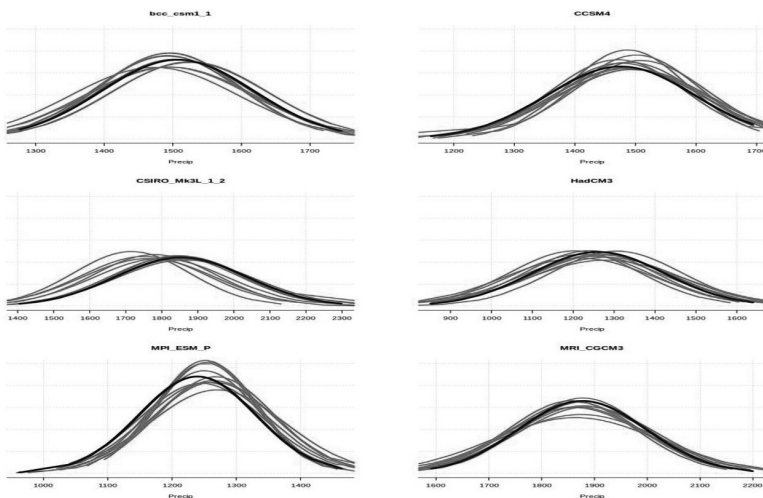 bcc_csm1_1
1300 1400 1500 1600 1700
Precip
CCSM4
1200 1300 1400 1500 1600 170
Precip
CSIRO_Mk3L_1_2
1400 1500 1600 1700 1800 1900 2000 2100 2200 2300
Precip
HadCM3
900 1000 1100 1200 1300 1400 1500 1600
Precip
MPI_ESM_P
1000 1100 1200 1300 1400
Precip
MRI_CGCM3
1600 1700 1800 1900 2000 2100 2200
Precip